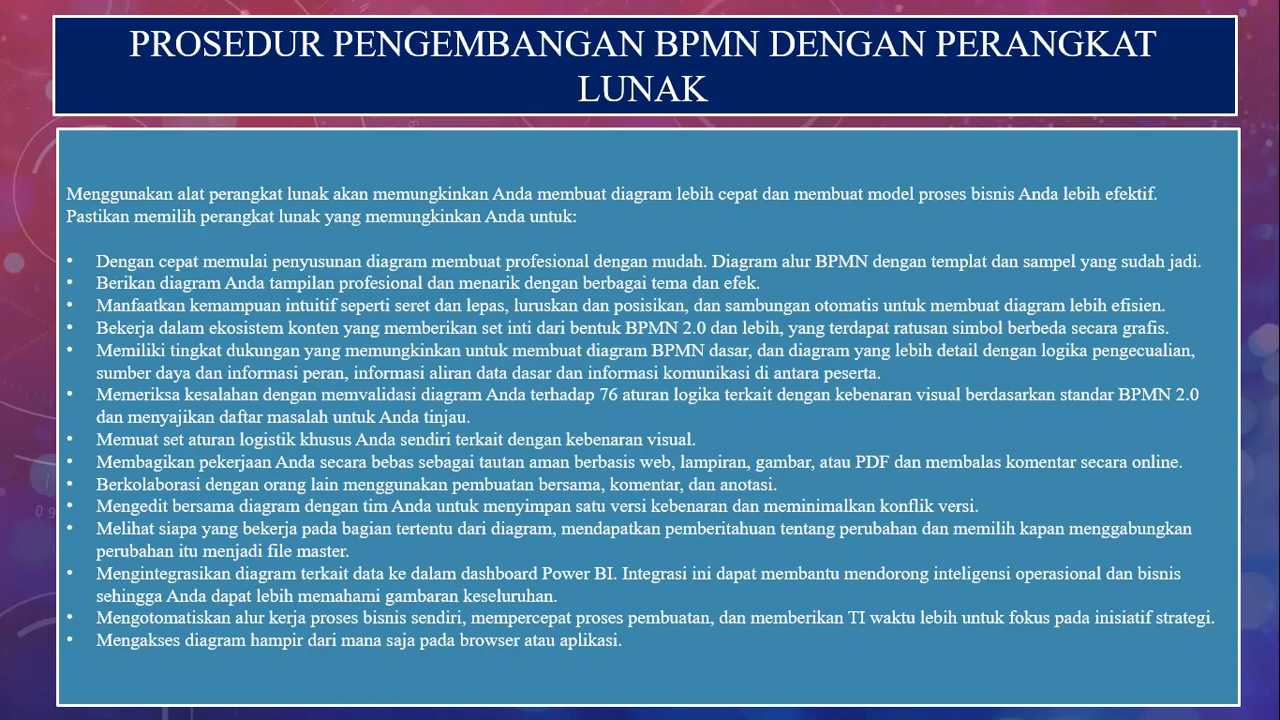 PROSEDUR PENGEMBANGAN BPMN DENGAN PERANGKAT
LUNAK
Menggunakan alat perangkat lunak akan memungkinkan Anda membuat diagram lebih cepat dan membuat model proses bisnis Anda lebih efektif.
Pastikan memilih perangkat lunak yang memungkinkan Anda untuk:
• Dengan cepat memulai penyusunan diagram membuat profesional dengan mudah. Diagram alur BPMN dengan templat dan sampel yang sudah jadi.
• Berikan diagram Anda tampilan profesional dan menarik dengan berbagai tema dan efek.
• Manfaatkan kemampuan intuitif seperti seret dan lepas, luruskan dan posisikan, dan sambungan otomatis untuk membuat diagram lebih efisien.
• Bekerja dalam ekosistem konten yang memberikan set inti dari bentuk BPMN 2.0 dan lebih, yang terdapat ratusan simbol berbeda secara grafis.
• Memiliki tingkat dukungan yang memungkinkan untuk membuat diagram BPMN dasar, dan diagram yang lebih detail dengan logika pengecualian,
sumber daya dan informasi peran, informasi aliran data dasar dan informasi komunikasi di antara peserta.
• Memeriksa kesalahan dengan memvalidasi diagram Anda terhadap 76 aturan logika terkait dengan kebenaran visual berdasarkan standar BPMN 2.0
dan menyajikan daftar masalah untuk Anda tinjau.
• Memuat set aturan logistik khusus Anda sendiri terkait dengan kebenaran visual.
• Membagikan pekerjaan Anda secara bebas sebagai tautan aman berbasis web, lampiran, gambar, atau PDF dan membalas komentar secara online.
• Berkolaborasi dengan orang lain menggunakan pembuatan bersama, komentar, dan anotasi.
• Mengedit bersama diagram dengan tim Anda untuk menyimpan satu versi kebenaran dan meminimalkan konflik versi.
• Melihat siapa yang bekerja pada bagian tertentu dari diagram, mendapatkan pemberitahuan tentang perubahan dan memilih kapan menggabungkan
perubahan itu menjadi file master.
• Mengintegrasikan diagram terkait data ke dalam dashboard Power BI. Integrasi ini dapat membantu mendorong inteligensi operasional dan bisnis
sehingga Anda dapat lebih memahami gambaran keseluruhan.
• Mengotomatiskan alur kerja proses bisnis sendiri, mempercepat proses pembuatan, dan memberikan TI waktu lebih untuk fokus pada inisiatif strategi.
• Mengakses diagram hampir dari mana saja pada browser atau aplikasi.